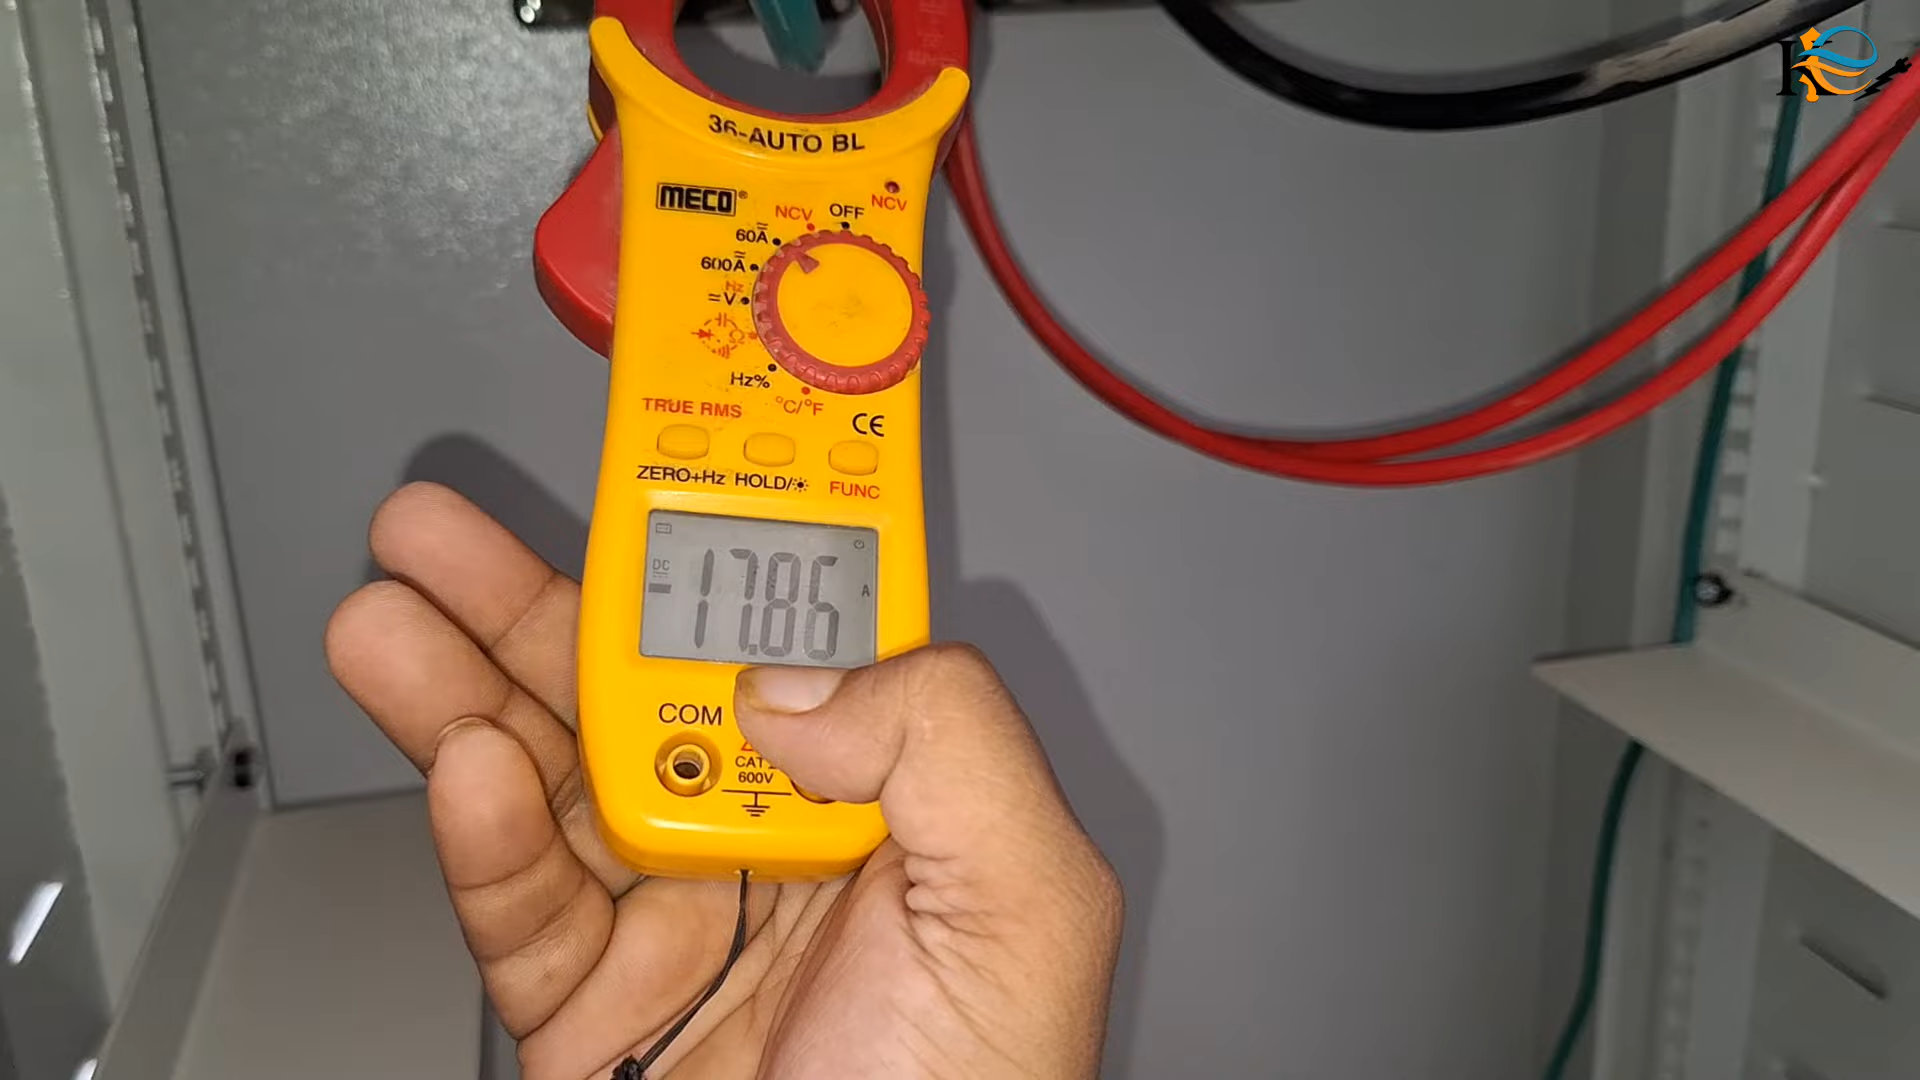 36-AUTO BL
MECO®
NCV OFF NCV
60A
600A
Hz
V
Ω
Hz%
°C/°F
TRUE RMS CE
ZERO+Hz HOLD/ FUNC
DC
-17.86 A
COM
CAT
600V